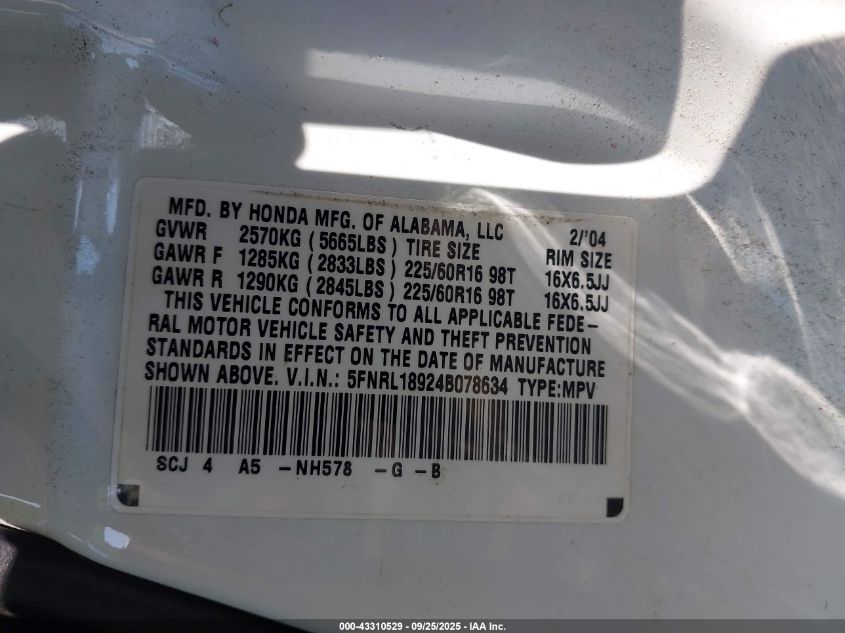 MFD. BY HONDA MFG. OF ALABAMA, LLC 2/'04
GVWR 2570KG (5665LBS) TIRE SIZE RIM SIZE
GAWR F 1285KG (2833LBS) 225/60R16 98T 16X6.5JJ
GAWR R 1290KG (2845LBS) 225/60R16 98T 16X6.5JJ
THIS VEHICLE CONFORMS TO ALL APPLICABLE FEDE-
RAL MOTOR VEHICLE SAFETY AND THEFT PREVENTION
STANDARDS IN EFFECT ON THE DATE OF MANUFACTURE
SHOWN ABOVE. V.I.N.: 5FNRL18924B078634 TYPE:MPV
SCJ 4 A5 -NH578 -G -B
000-43310529 - 09/25/2025 - IAA Inc.